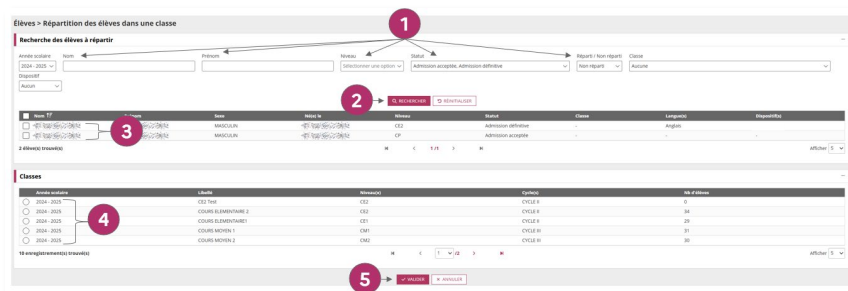 Élèves > Répartition des élèves dans une classe
1
Recherche des élèves à répartir
Année scolaire Nom Prénom Niveau Statut Réparti / Non réparti Classe
2024 - 2025 Sélectionner une option Admission acceptée, Admission définitive Non réparti Aucune
Dispositif
Aucun
2 RECHERCHER RÉINITIALISER
Nom Sexe Né(e) le Niveau Statut Classe Langue(s) Dispositif(s)
MASCULIN CE2 Admission définitive - Anglais
3
MASCULIN CP Admission acceptée - - -
2 élève(s) trouvé(s) 1 /1 Afficher 5
Classes
Année scolaire Libellé Niveau(x) Cycle(s) Nb d'élèves
2024 - 2025 CE2 Test CE2 CYCLE II 0
2024 - 2025 COURS ELEMENTAIRE 2 CE2 CYCLE II 34
2024 - 2025 COURS ELEMENTAIRE1 CE1 CYCLE II 29
4
2024 - 2025 COURS MOYEN 1 CM1 CYCLE III 31
2024 - 2025 COURS MOYEN 2 CM2 CYCLE III 30
10 enregistrement(s) trouvé(s) 1 /2 Afficher 5
5 VALIDER ANNULER